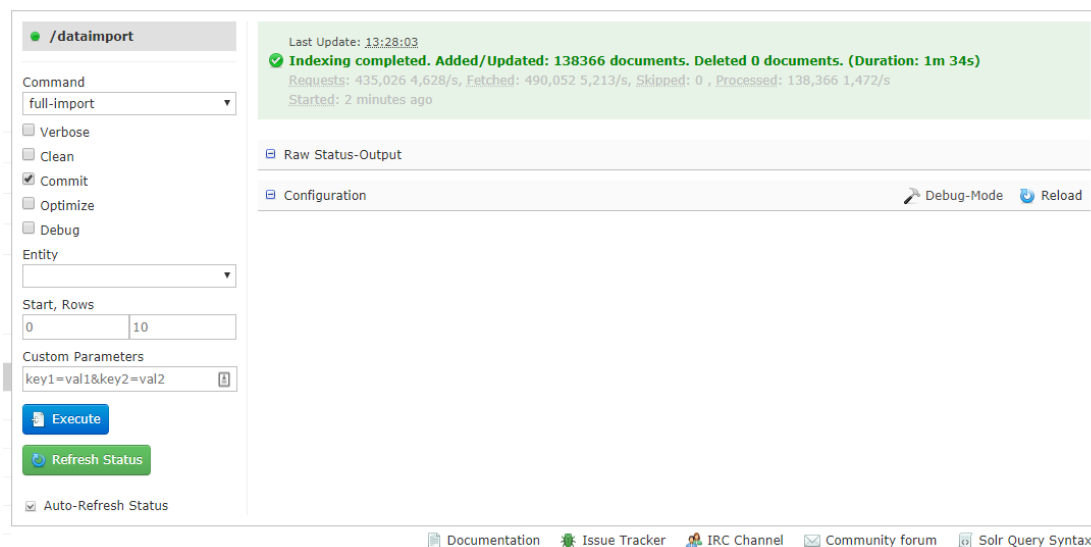 /dataimport
Command
full-import
Verbose
Clean
Commit
Optimize
Debug
Entity
Start, Rows
0 10
Custom Parameters
key1=val1&key2=val2
Execute
Refresh Status
Auto-Refresh Status
Last Update: 13:28:03
Indexing completed. Added/Updated: 138366 documents. Deleted 0 documents. (Duration: 1m 34s)
Requests: 435,026 4,628/s, Fetched: 490,052 5,213/s, Skipped: 0 , Processed: 138,366 1,472/s
Started: 2 minutes ago
Raw Status-Output
Configuration Debug-Mode Reload
Documentation Issue Tracker IRC Channel Community forum Solr Query Syntax